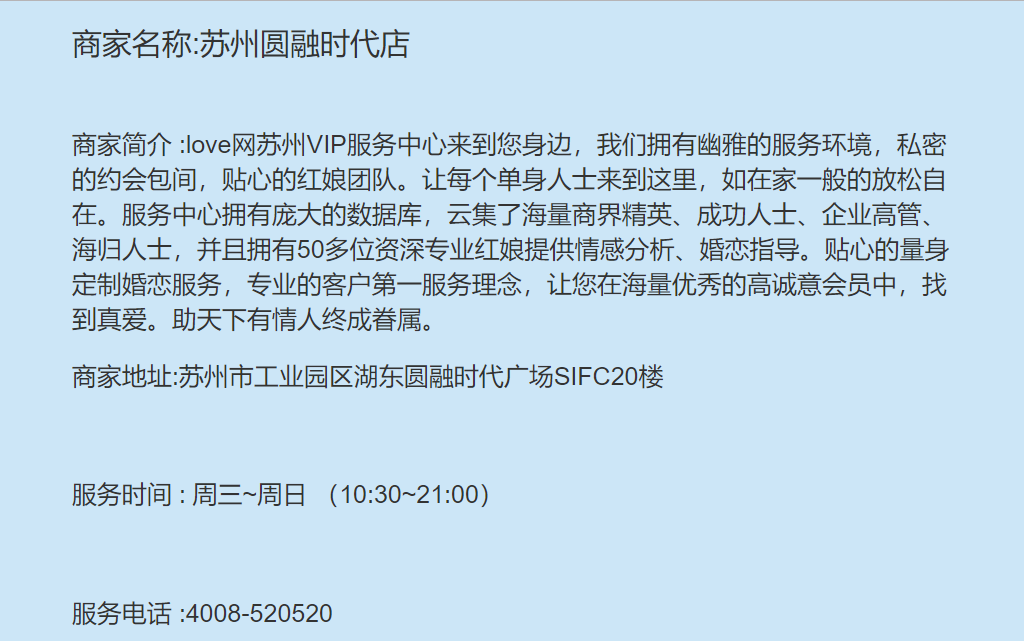 商家名称:苏州圆融时代店
商家简介 :love网苏州VIP服务中心来到您身边，我们拥有幽雅的服务环境，私密
的约会包间，贴心的红娘团队。让每个单身人士来到这里，如在家一般的放松自
在。服务中心拥有庞大的数据库，云集了海量商界精英、成功人士、企业高管、
海归人士，并且拥有50多位资深专业红娘提供情感分析、婚恋指导。贴心的量身
定制婚恋服务，专业的客户第一服务理念，让您在海量优秀的高诚意会员中，找
到真爱。助天下有情人终成眷属。
商家地址:苏州市工业园区湖东圆融时代广场SIFC20楼
服务时间 : 周三~周日 （10:30~21:00）
服务电话 :4008-520520